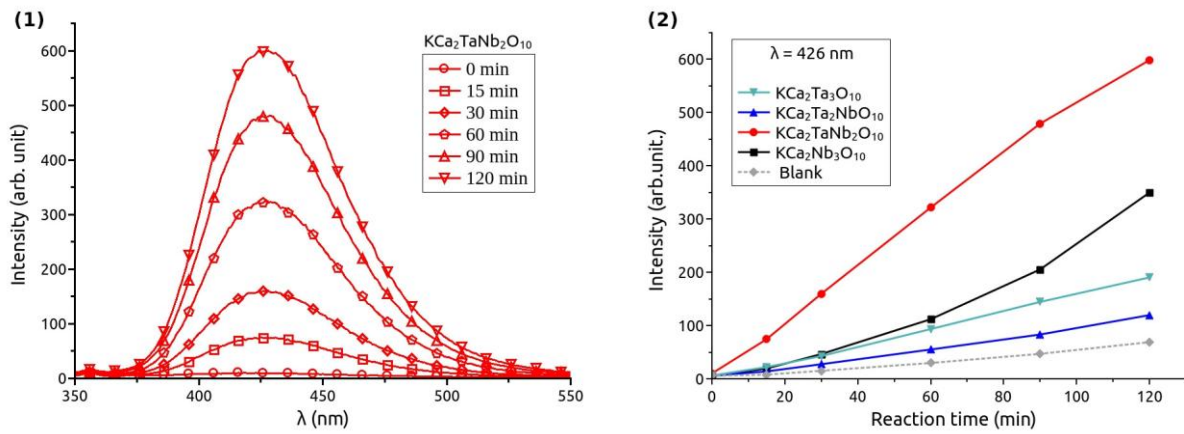 (1)
Intensity (arb. unit)
600
500
400
300
200
100
0
350
400
450
500
550
λ (nm)
KCa₂TaNb₂O₁₀
0 min
15 min
30 min
60 min
90 min
120 min
(2)
Intensity (arb.unit.)
600
500
400
300
200
100
0
0
20
40
60
80
100
120
Reaction time (min)
λ = 426 nm
KCa₂Ta₃O₁₀
KCa₂Ta₂NbO₁₀
KCa₂TaNb₂O₁₀
KCa₂Nb₃O₁₀
Blank